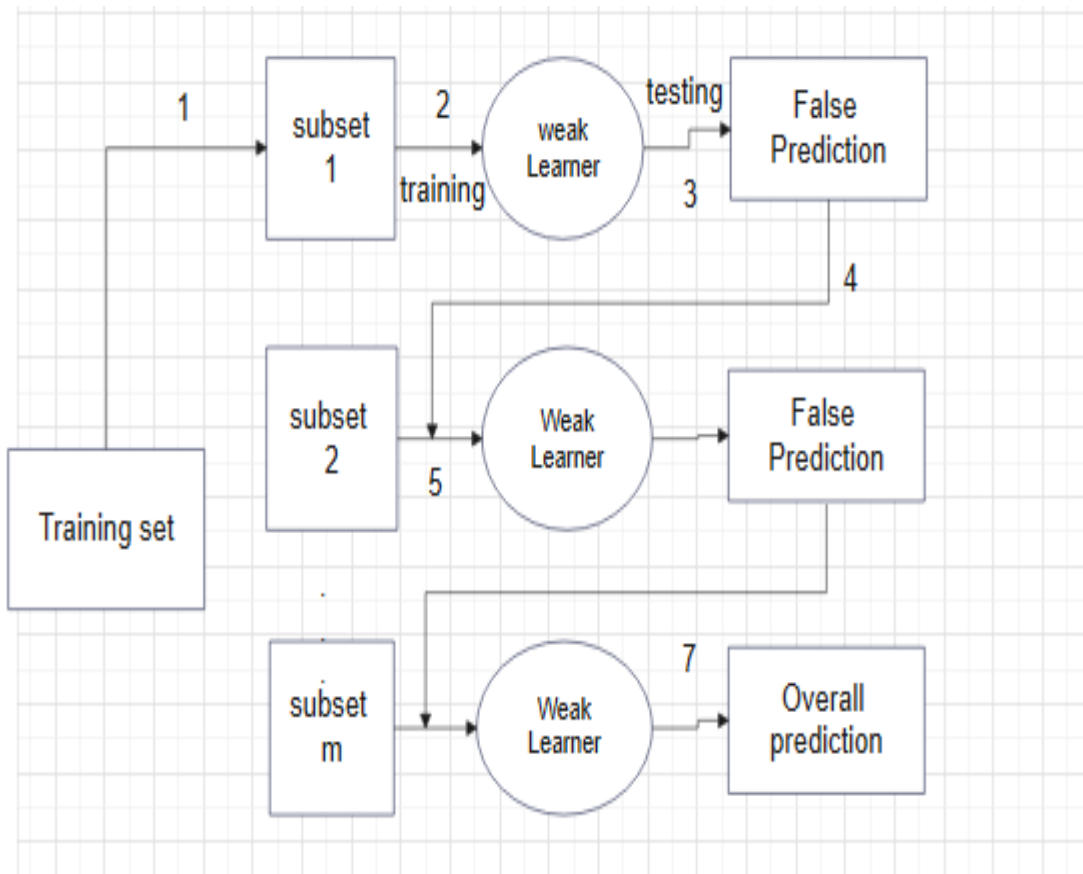 1
subset
1
2
training
weak
Learner
testing
3
False
Prediction
4
subset
2
5
Weak
Learner
False
Prediction
Training set
subset
m
Weak
Learner
7
Overall
prediction